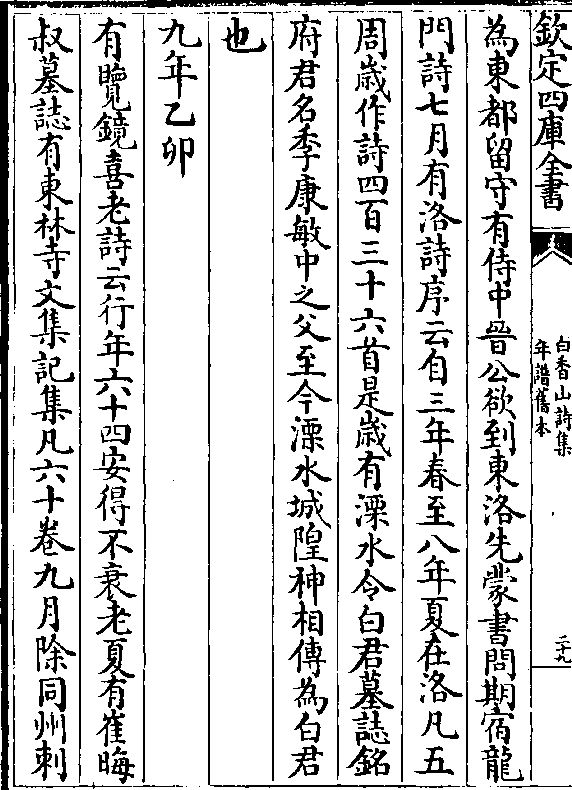 欽定四庫全書
白香山詩集
年譜舊本
二十九
為東都留守有侍中晉公欲到東洛先蒙書問期宿龍
門詩七月有洛詩序云自三年春至八年夏在洛凡五
周歲作詩四百三十六首是歲有溧水令白君墓誌銘
府君名季康敏中之父至今溧水城隍神相傳為白君
也
九年乙卯
有覽鏡喜老詩云行年六十四安得不衰老夏有崔晦
叔墓誌有東林寺文集記集凡六十卷九月除同州刺